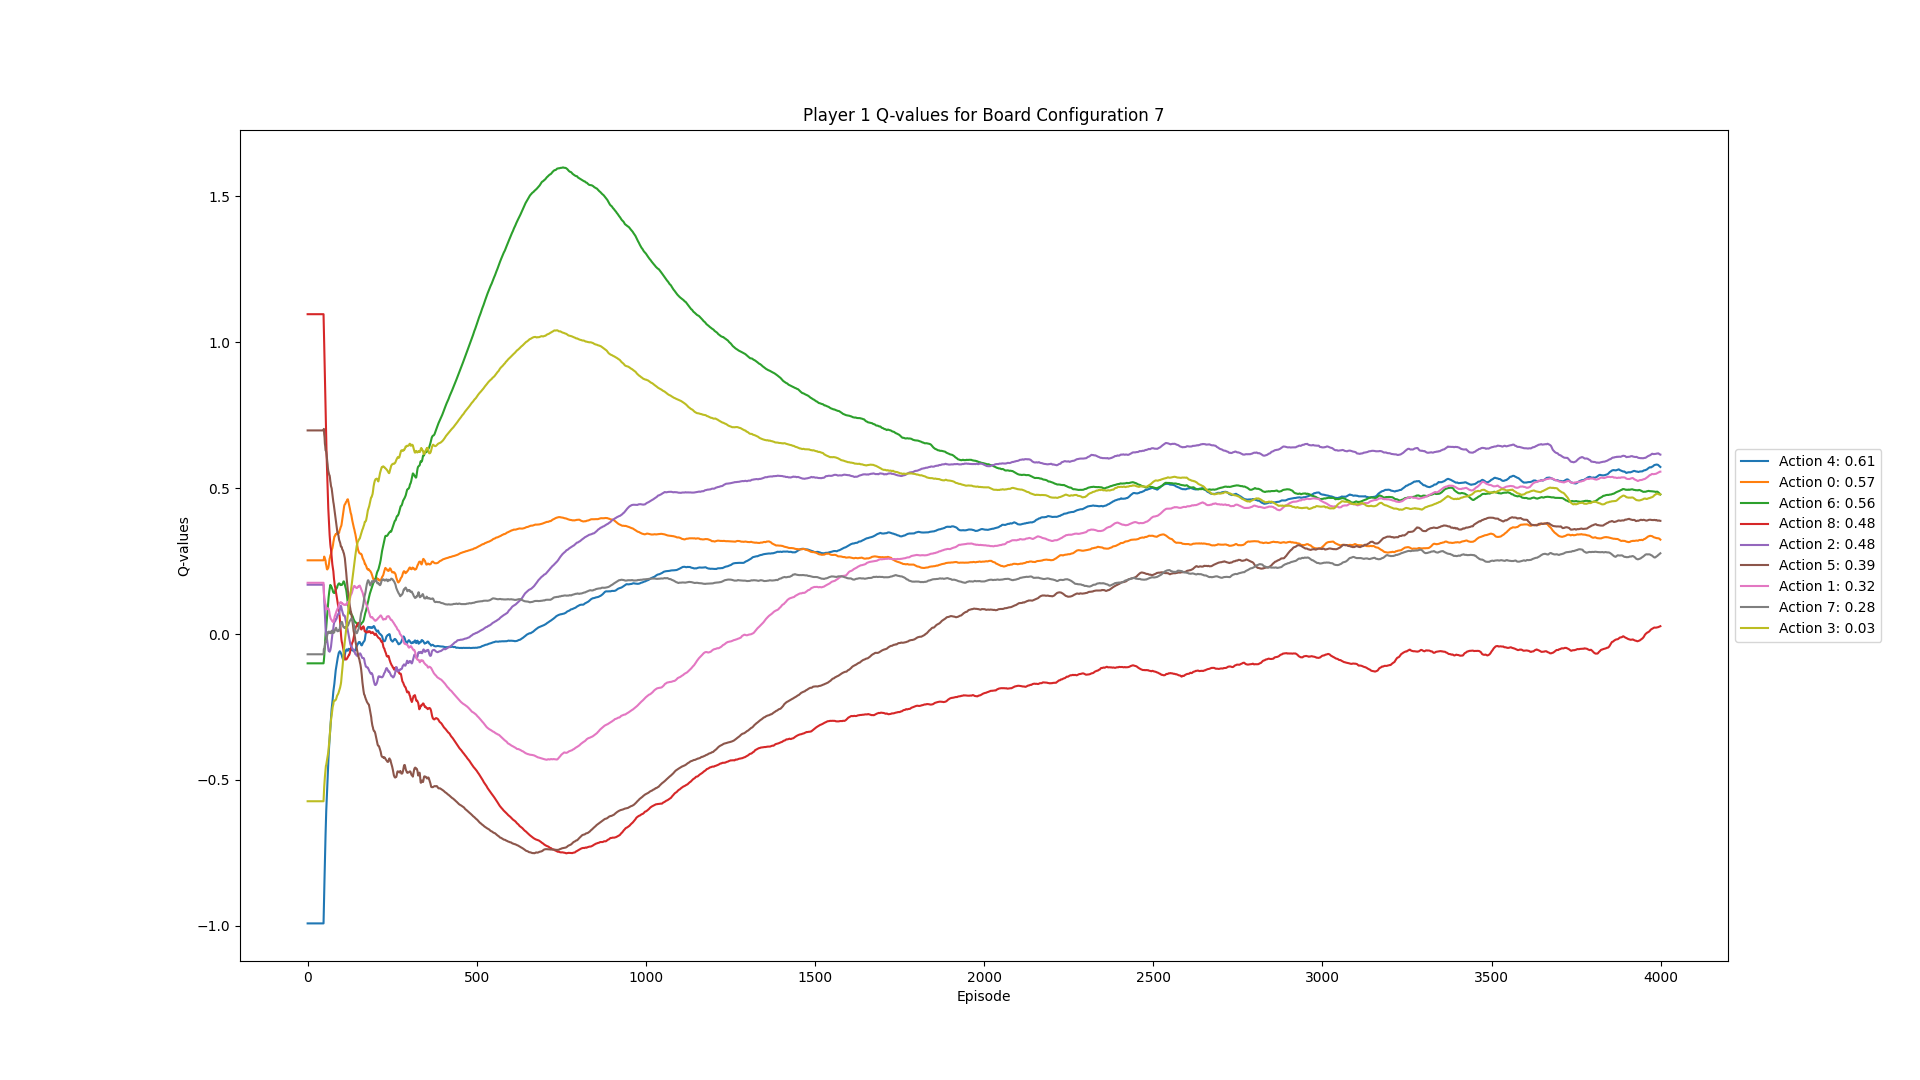 Player 1 Q-values for Board Configuration 7
1.5
1.0
0.5
0.0
−0.5
−1.0
Q-values
0 500 1000 1500 2000 2500 3000 3500 4000
Episode
Action 4: 0.61
Action 0: 0.57
Action 6: 0.56
Action 8: 0.48
Action 2: 0.48
Action 5: 0.39
Action 1: 0.32
Action 7: 0.28
Action 3: 0.03